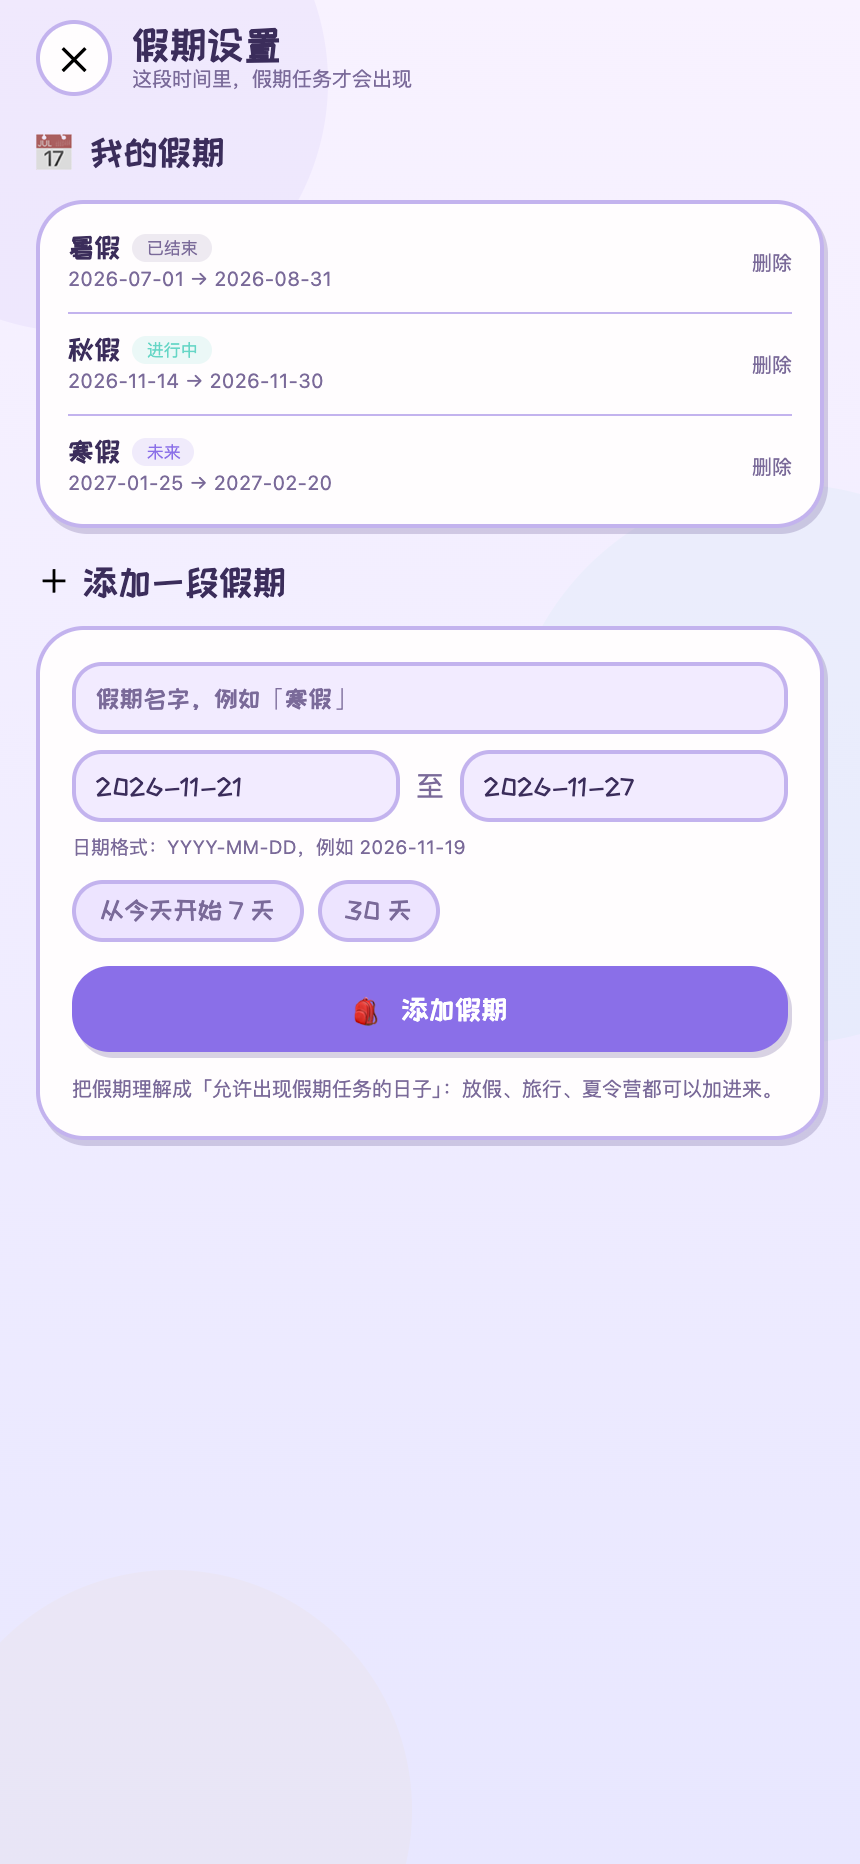 假期设置
这段时间里，假期任务才会出现
JUL 17 我的假期
暑假 已结束
2026-07-01 → 2026-08-31
删除
秋假 进行中
2026-11-14 → 2026-11-30
删除
寒假 未来
2027-01-25 → 2027-02-20
删除
+ 添加一段假期
假期名字，例如「寒假」
2026-11-21 至 2026-11-27
日期格式：YYYY-MM-DD，例如 2026-11-19
从今天开始 7 天 30 天
添加假期
把假期理解成「允许出现假期任务的日子」：放假、旅行、夏令营都可以加进来。